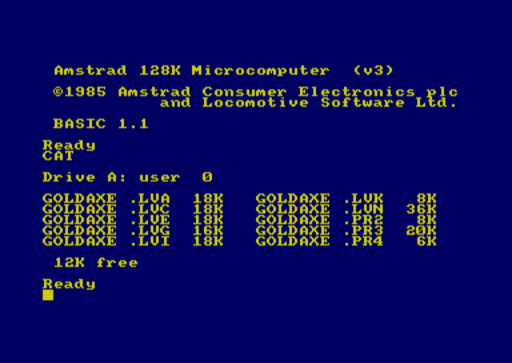 Amstrad 128K Microcomputer (v3)
©1985 Amstrad Consumer Electronics plc
and Locomotive Software Ltd.
BASIC 1.1
Ready
CAT
Drive A: user 0
GOLDAXE .LVA 18K GOLDAXE .LVK 8K
GOLDAXE .LVC 18K GOLDAXE .LVN 36K
GOLDAXE .LVE 18K GOLDAXE .PR2 8K
GOLDAXE .LVG 16K GOLDAXE .PR3 20K
GOLDAXE .LVI 18K GOLDAXE .PR4 6K
12K free
Ready